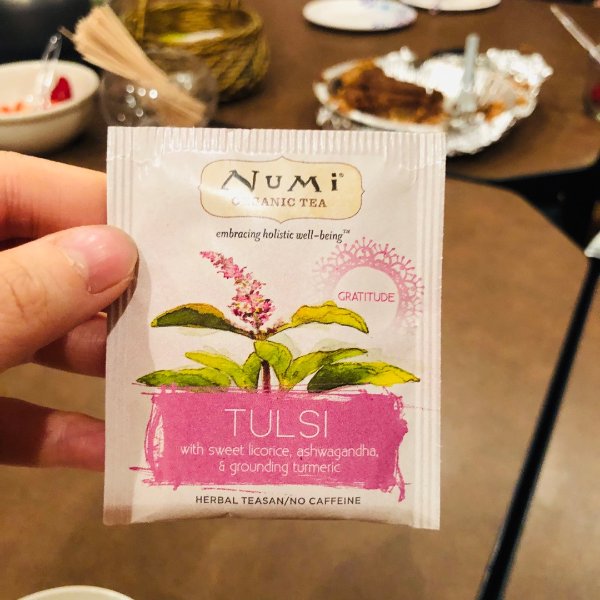 NUMi®
ORGANIC TEA
embracing holistic well-being™
GRATITUDE
TULSI
with sweet licorice, ashwagandha,
& grounding turmeric
HERBAL TEASAN/NO CAFFEINE